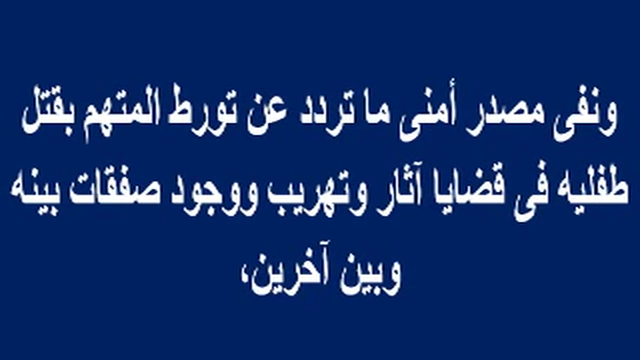 ونفى مصدر أمنى ما تردد عن تورط المتهم بقتل
طفليه فى قضايا آثار وتهريب ووجود صفقات بينه
وبين آخرين،